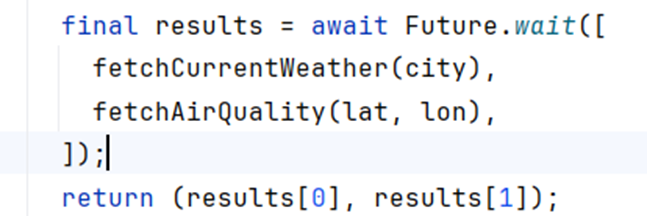 final results = await Future.wait([
  fetchCurrentWeather(city),
  fetchAirQuality(lat, lon),
]);
return (results[0], results[1]);